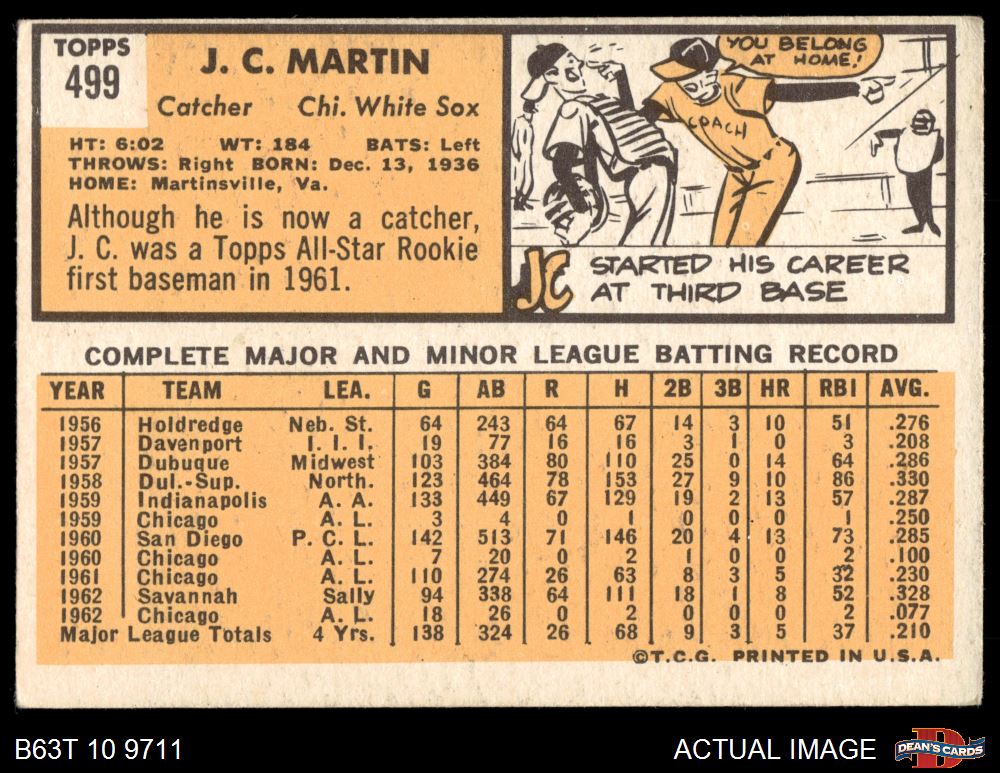 TOPPS
499
J. C. MARTIN
Catcher Chi. White Sox
HT: 6:02 WT: 184 BATS: Left
THROWS: Right BORN: Dec. 13, 1936
HOME: Martinsville, Va.
Although he is now a catcher,
J. C. was a Topps All-Star Rookie
first baseman in 1961.
YOU BELONG
AT HOME!
COACH
JC STARTED HIS CAREER
AT THIRD BASE
COMPLETE MAJOR AND MINOR LEAGUE BATTING RECORD
YEAR TEAM LEA. G AB R H 2B 3B HR RBI AVG.
1956 Holdredge Neb. St. 64 243 64 67 14 3 10 51 .276
1957 Davenport I. I. I. 19 77 16 16 3 1 0 3 .208
1957 Dubuque Midwest 103 384 80 110 25 0 14 64 .286
1958 Dul.-Sup. North. 123 464 78 153 27 9 10 86 .330
1959 Indianapolis A. A. 133 449 67 129 19 2 13 57 .287
1959 Chicago A. L. 3 4 0 1 0 0 0 1 .250
1960 San Diego P. C. L. 142 513 71 146 20 4 13 73 .285
1960 Chicago A. L. 7 20 0 2 1 0 0 2 .100
1961 Chicago A. L. 110 274 26 63 8 3 5 32 .230
1962 Savannah Sally 94 338 64 111 18 1 8 52 .328
1962 Chicago A. L. 18 26 0 2 0 0 0 2 .077
Major League Totals 4 Yrs. 138 324 26 68 9 3 5 37 .210
©T.C.G. PRINTED IN U.S.A.
B63T 10 9711
ACTUAL IMAGE
D
DEAN'S CARDS